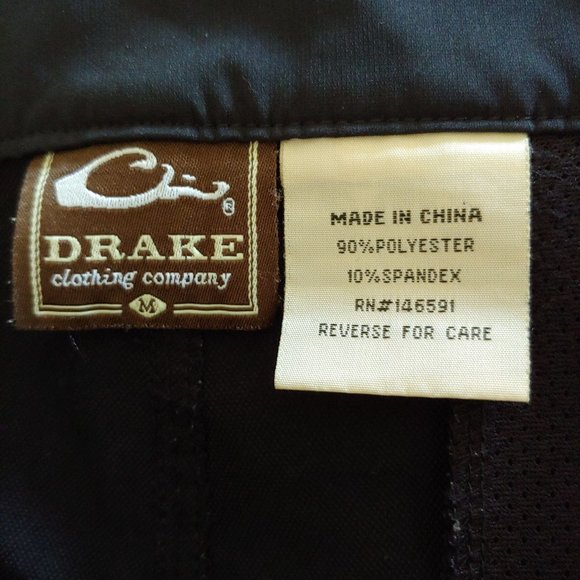 ®
DRAKE
clothing company
M
MADE IN CHINA
90%POLYESTER
10%SPANDEX
RN#146591
REVERSE FOR CARE